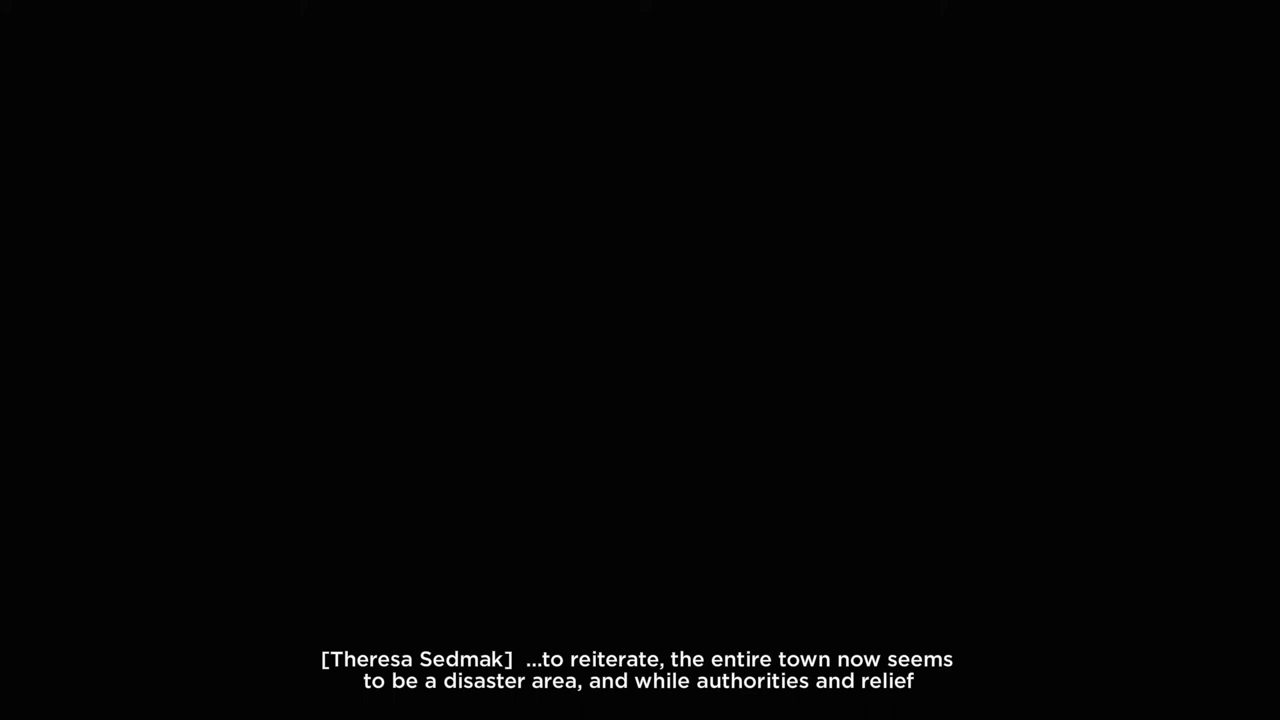 [Theresa Sedmak]  ...to reiterate, the entire town now seems
to be a disaster area, and while authorities and relief